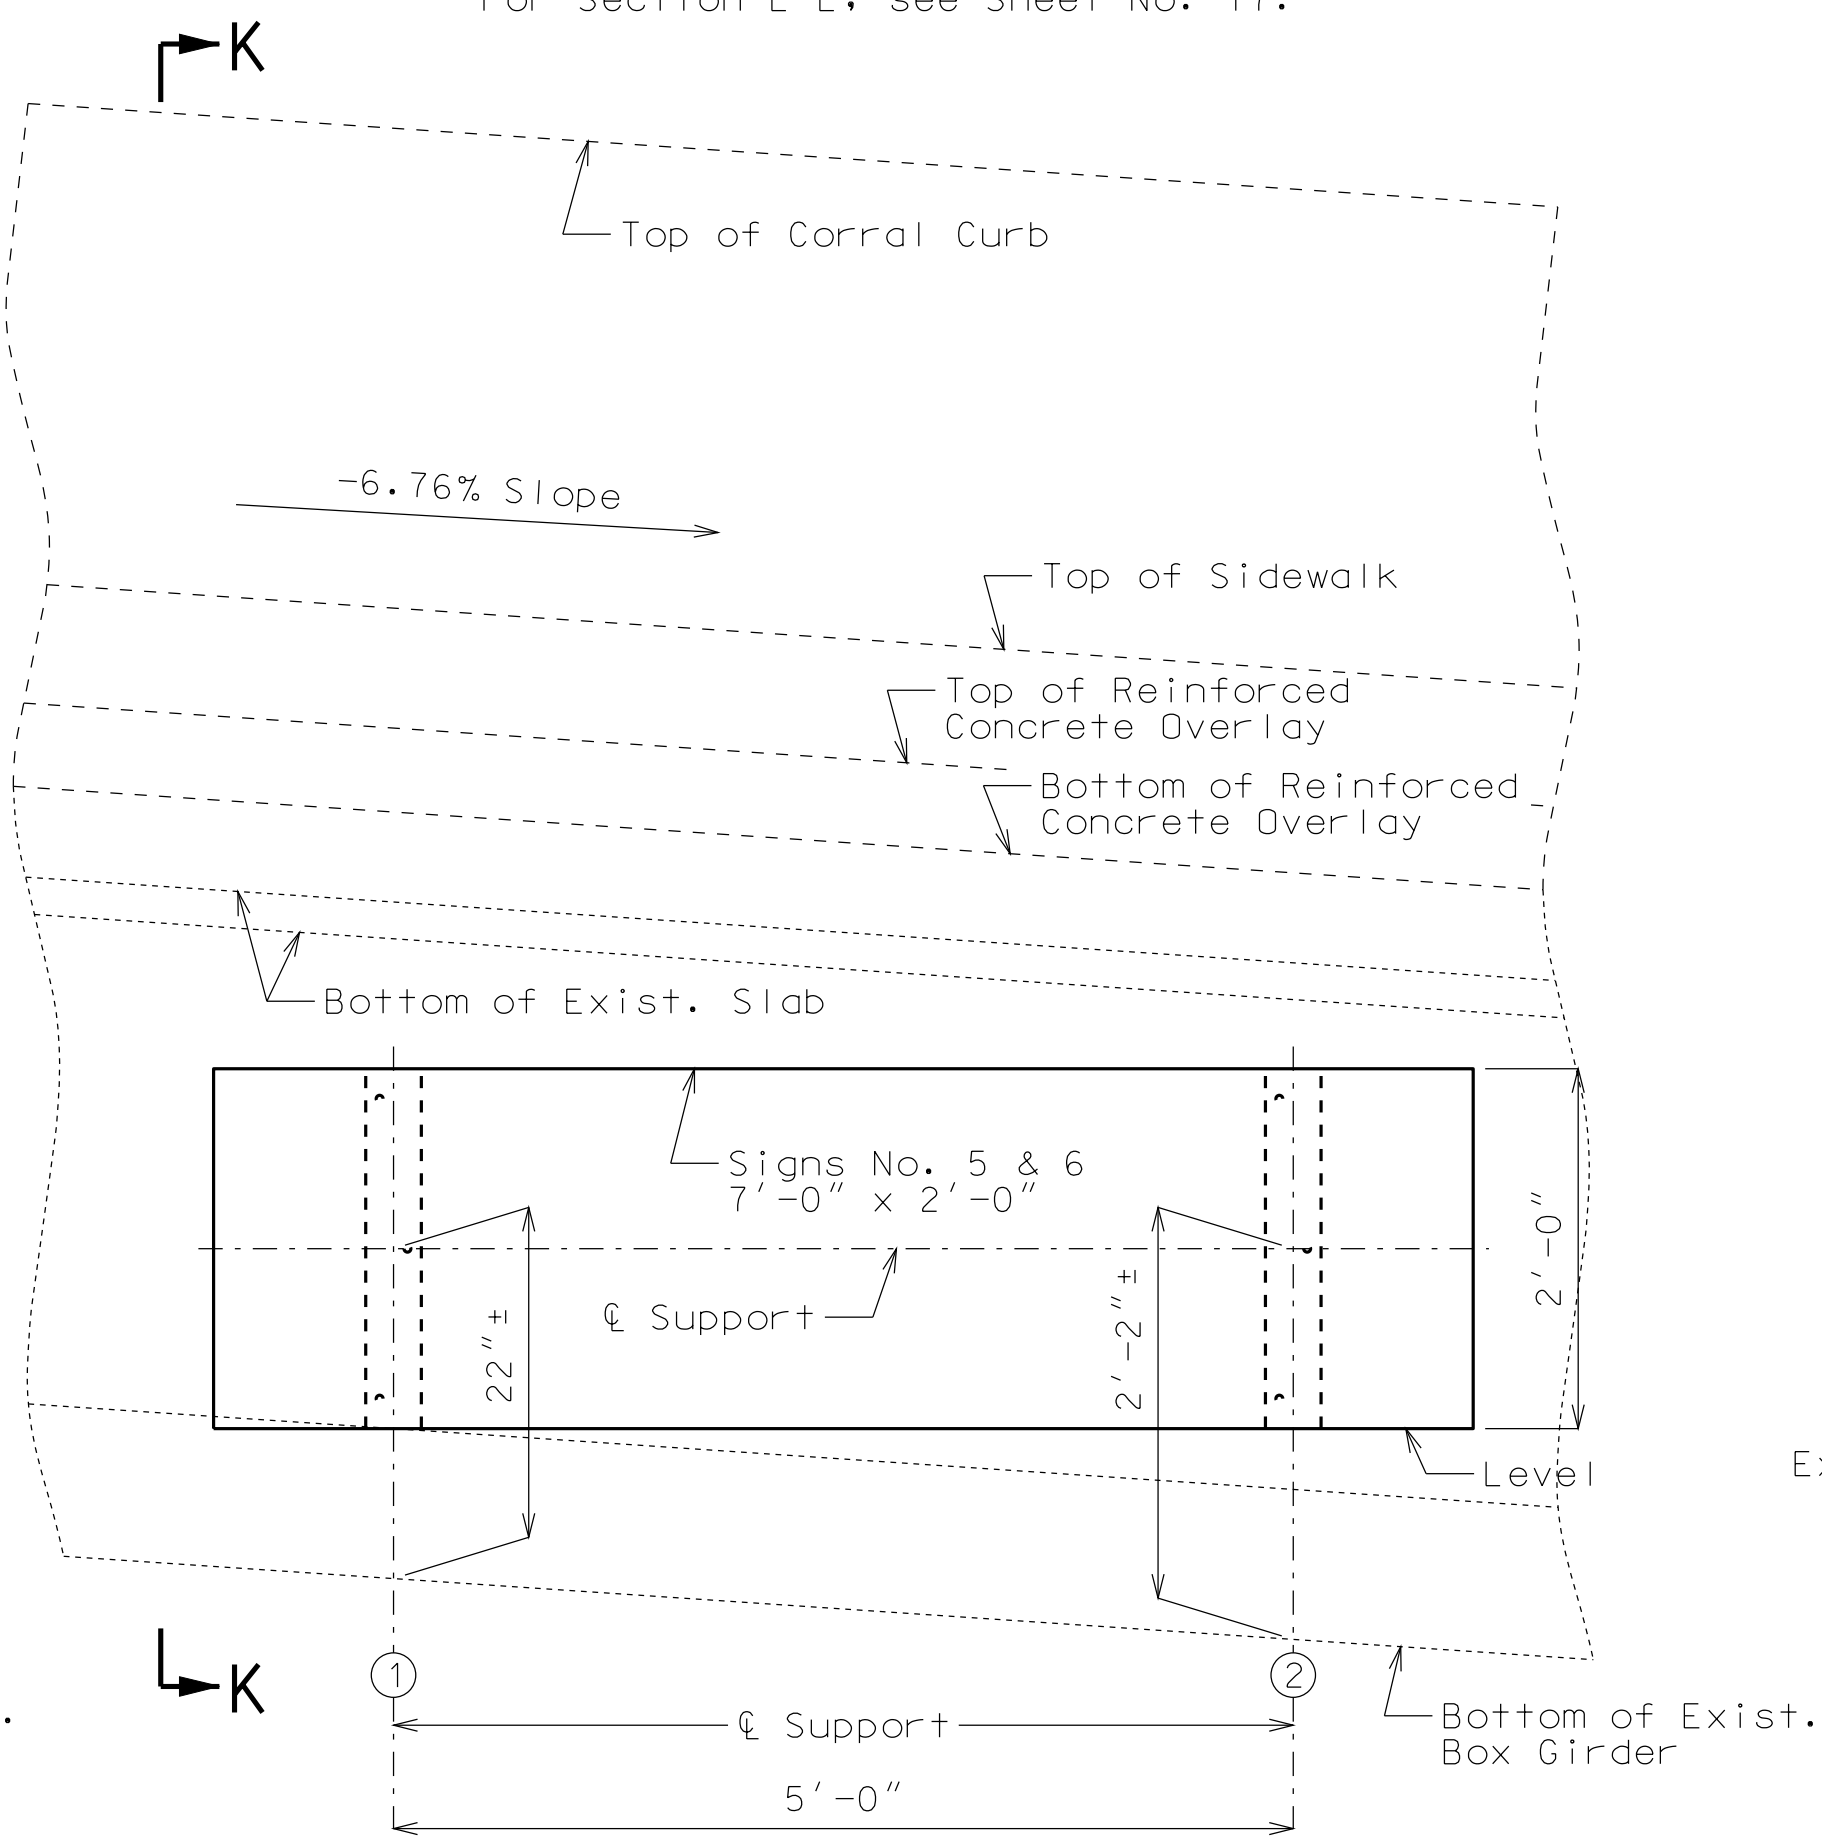 For Section L-L, see Sheet No. 17.
K
Top of Corral Curb
-6.76% Slope
Top of Sidewalk
Top of Reinforced
Concrete Overlay
Bottom of Reinforced
Concrete Overlay
Bottom of Exist. Slab
Signs No. 5 & 6
7'-0" x 2'-0"
2'-0"
22"±
℄ Support
2'-2"±
Level
K
1
2
℄ Support
Bottom of Exist.
Box Girder
5'-0"